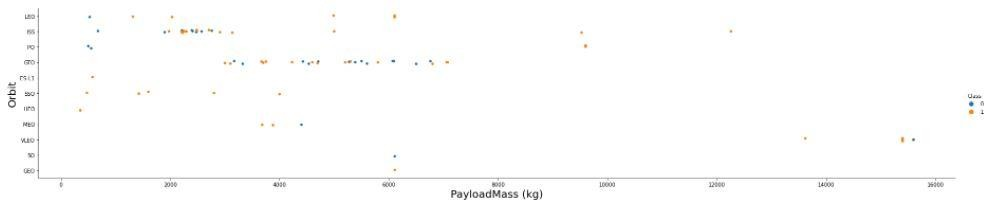 LEO
ISS
PO
GTO
ES-L1
SSO
HEO
MEO
VLEO
SO
GEO
Orbit
0
2000
4000
6000
8000
10000
12000
14000
16000
PayloadMass (kg)
Class
0
1